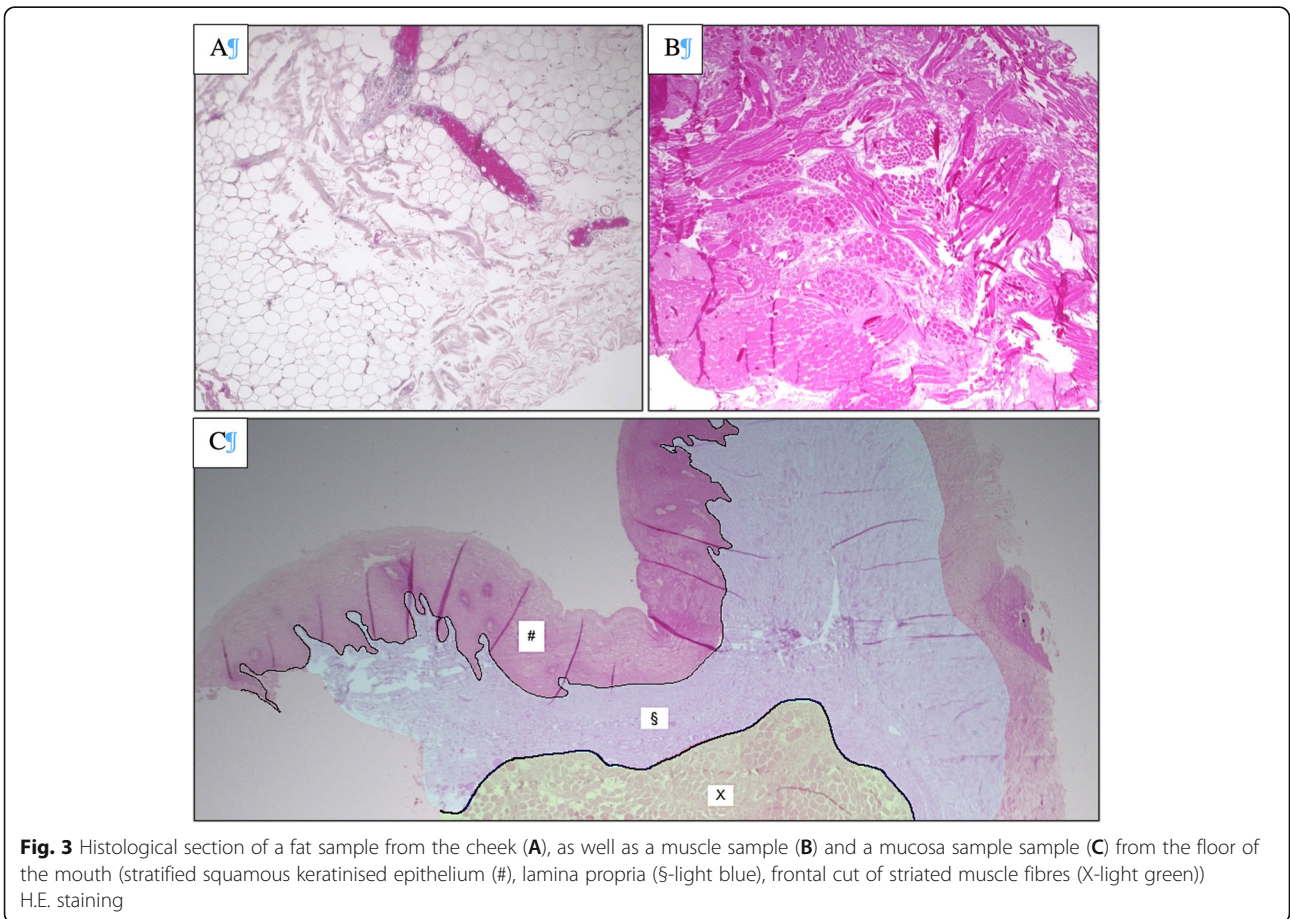 A¶
B¶
C¶
#
§
X
Fig. 3 Histological section of a fat sample from the cheek (A), as well as a muscle sample (B) and a mucosa sample sample (C) from the floor of
the mouth (stratified squamous keratinised epithelium (#), lamina propria (§-light blue), frontal cut of striated muscle fibres (X-light green))
H.E. staining